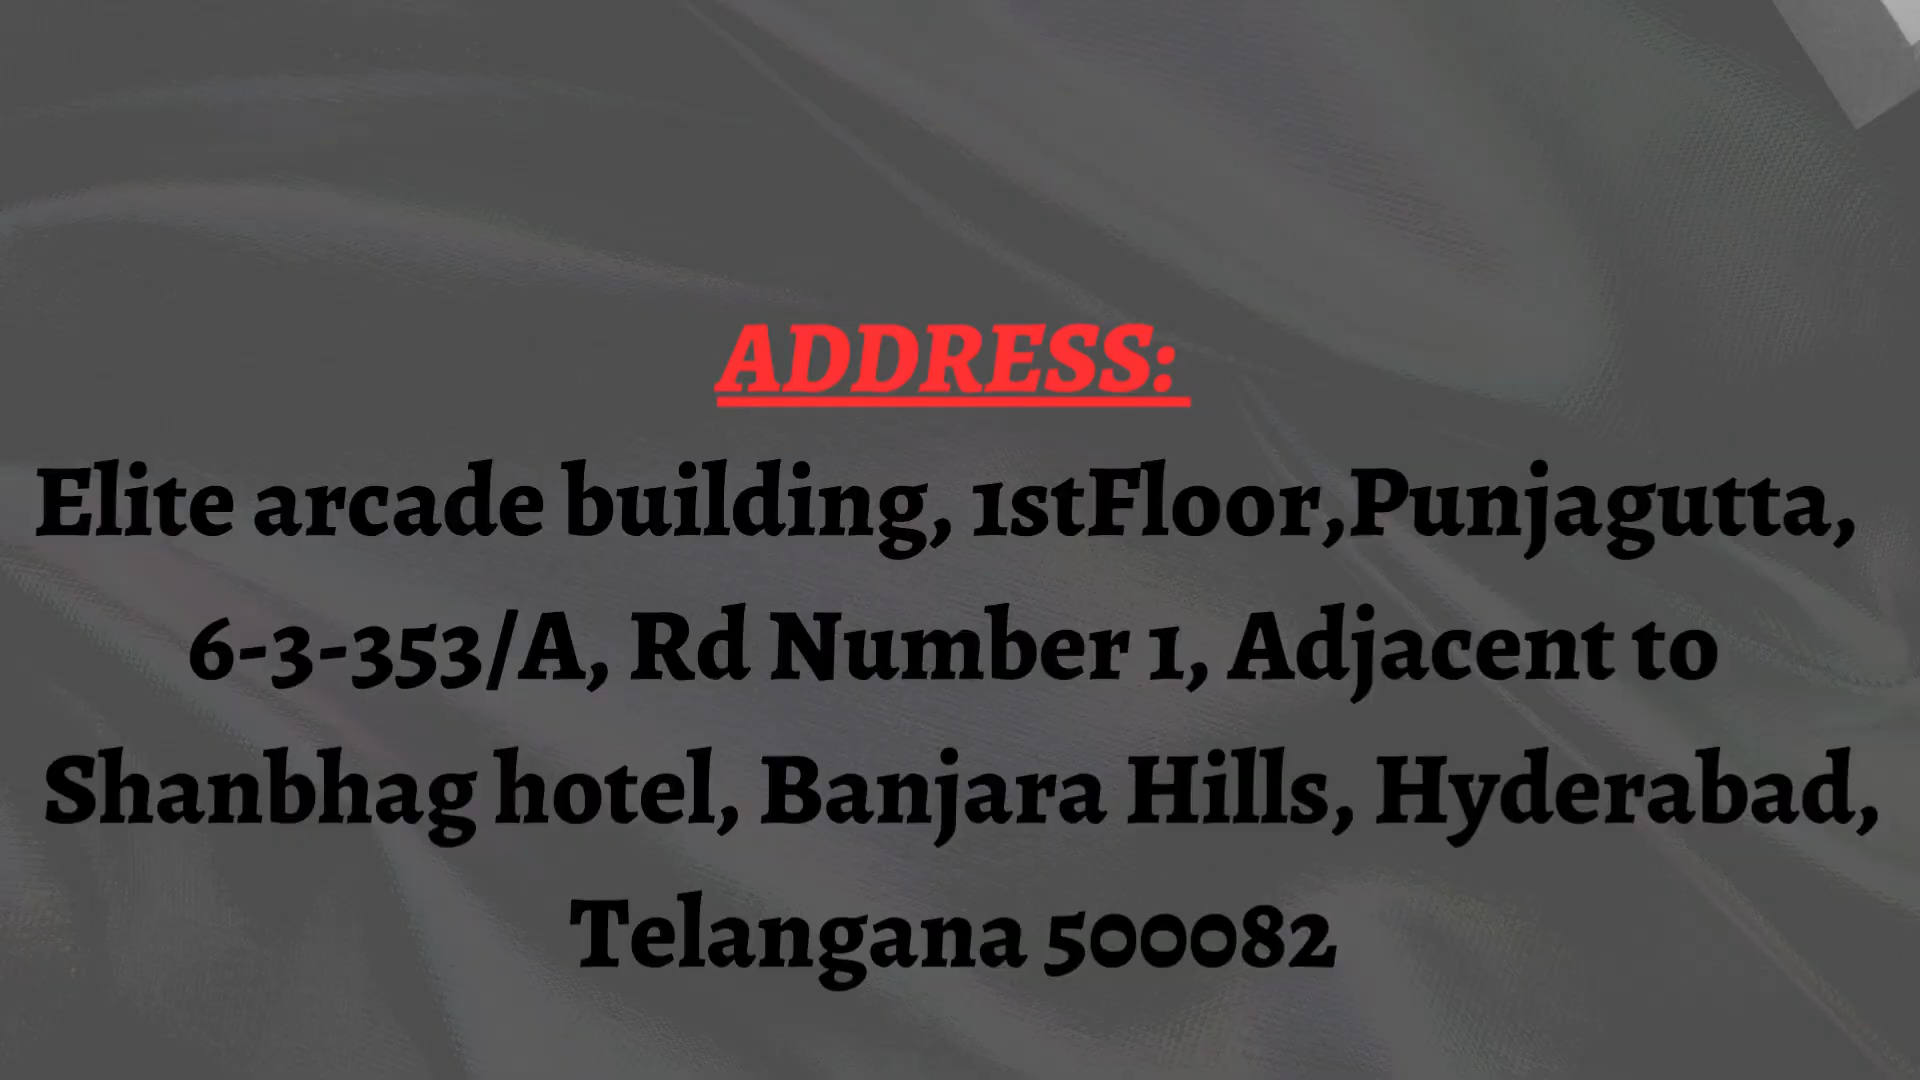 ADDRESS:
Elite arcade building, 1stFloor,Punjagutta,
6-3-353/A, Rd Number 1, Adjacent to
Shanbhag hotel, Banjara Hills, Hyderabad,
Telangana 500082